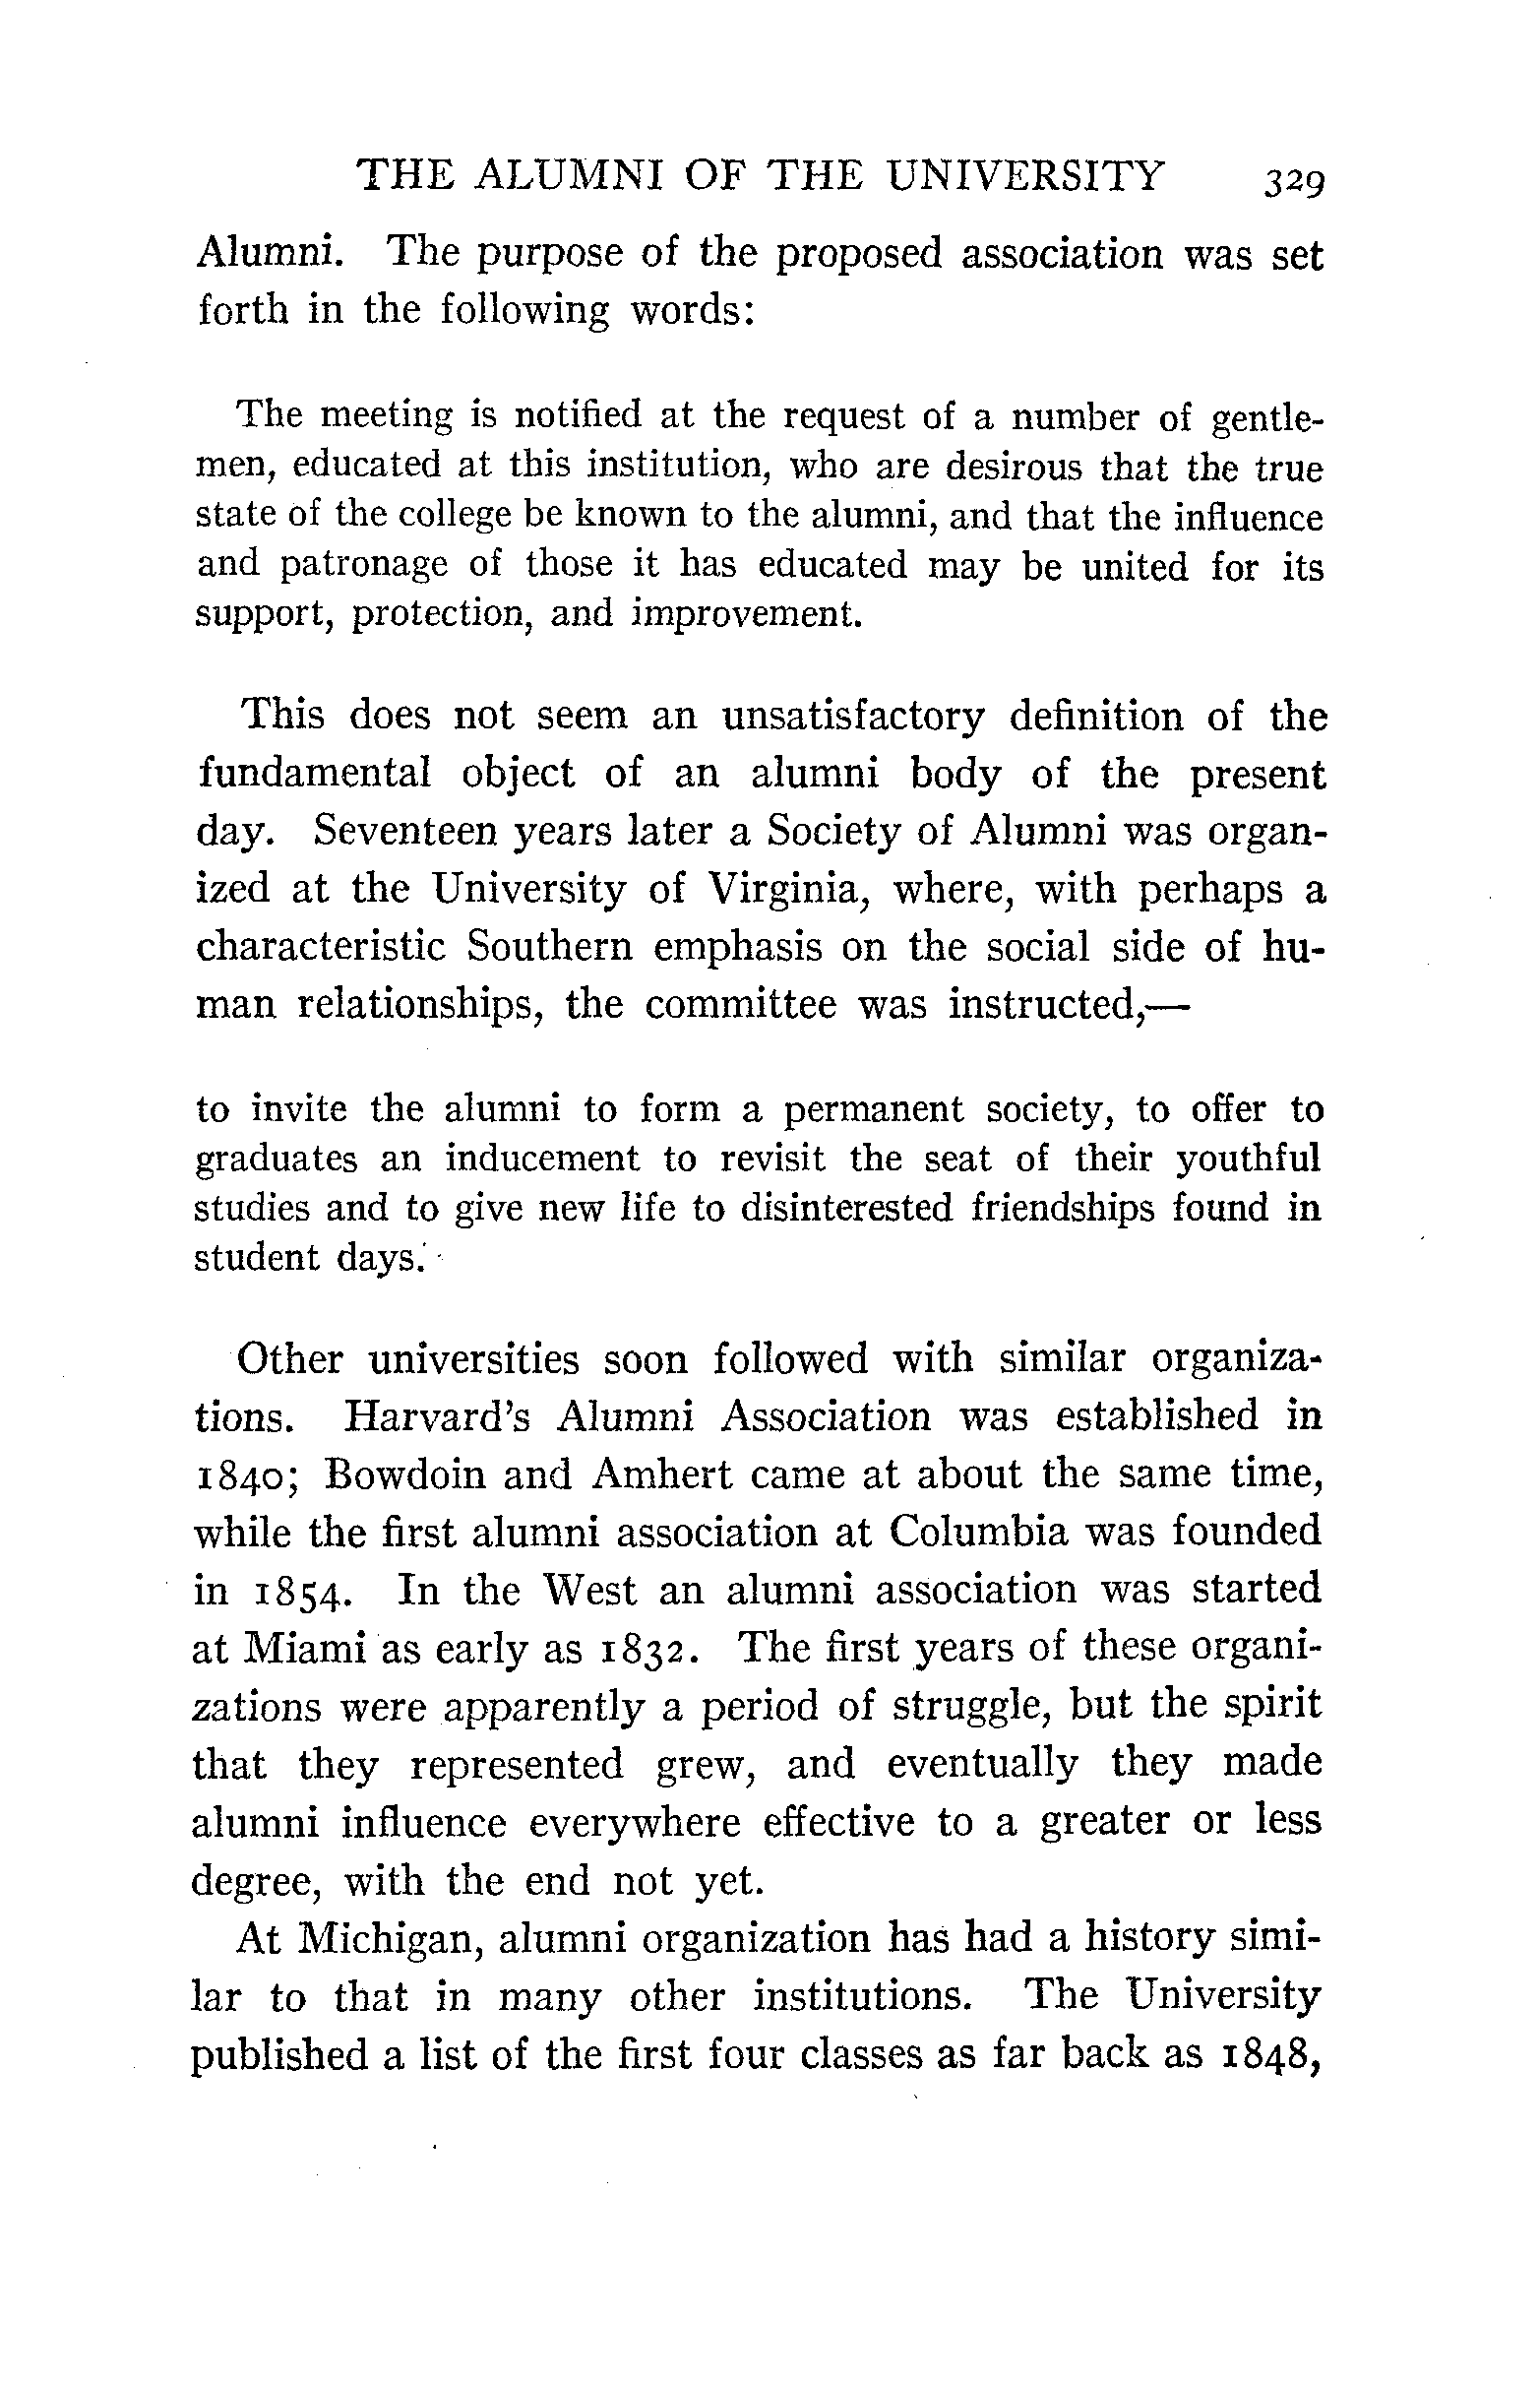 THE ALUMNI OF THE UNIVERSITY 329
Alumni. The purpose of the proposed association was set
forth in the following words:
The meeting is notified at the request of a number of gentle-
men, educated at this institution, who are desirous that the true
state of the college be known to the alumni, and that the influence
and patronage of those it has educated may be united for its
support, protection, and improvement.
This does not seem an unsatisfactory definition of the
fundamental object of an alumni body of the present
day. Seventeen years later a Society of Alumni was organ-
ized at the University of Virginia, where, with perhaps a
characteristic Southern emphasis on the social side of hu-
man relationships, the committee was instructed,—
to invite the alumni to form a permanent society, to offer to
graduates an inducement to revisit the seat of their youthful
studies and to give new life to disinterested friendships found in
student days.
Other universities soon followed with similar organiza-
tions. Harvard's Alumni Association was established in
1840; Bowdoin and Amhert came at about the same time,
while the first alumni association at Columbia was founded
in 1854. In the West an alumni association was started
at Miami as early as 1832. The first years of these organi-
zations were apparently a period of struggle, but the spirit
that they represented grew, and eventually they made
alumni influence everywhere effective to a greater or less
degree, with the end not yet.
At Michigan, alumni organization has had a history simi-
lar to that in many other institutions. The University
published a list of the first four classes as far back as 1848,